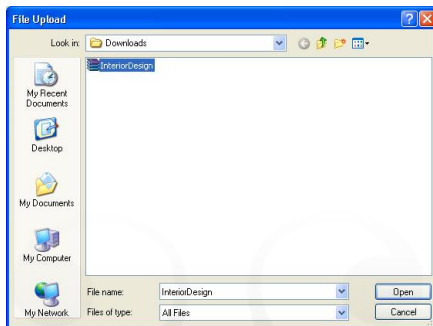 File Upload
Look in:
Downloads
InteriorDesign
My Recent
Documents
Desktop
My Documents
My Computer
My Network
File name:
InteriorDesign
Open
Files of type:
All Files
Cancel